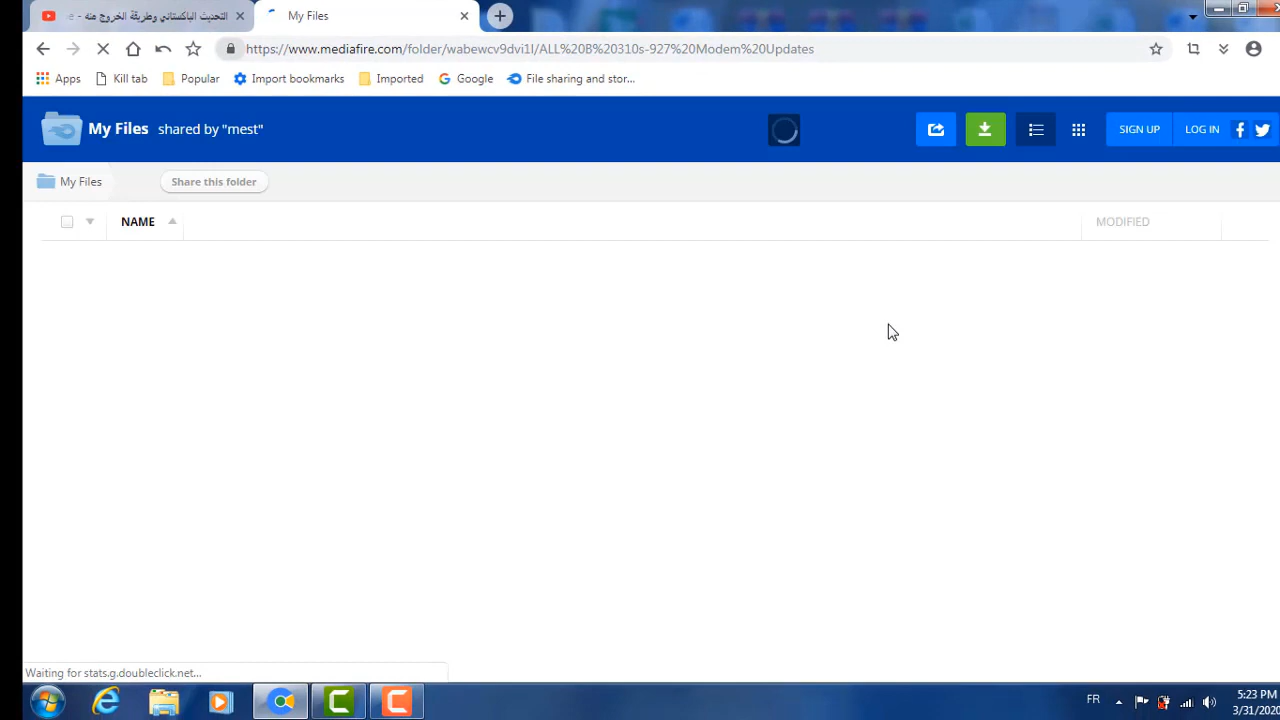 التحديث الباكستاني وطريقة الخروج منه - e
My Files
https://www.mediafire.com/folder/wabewcv9dvi1l/ALL%20B%20310s-927%20Modem%20Updates
Apps Kill tab Popular Import bookmarks Imported Google File sharing and stor...
My Files shared by "mest"
SIGN UP LOG IN
My Files Share this folder
NAME MODIFIED
Waiting for stats.g.doubleclick.net...
FR
5:23 PM
3/31/2020